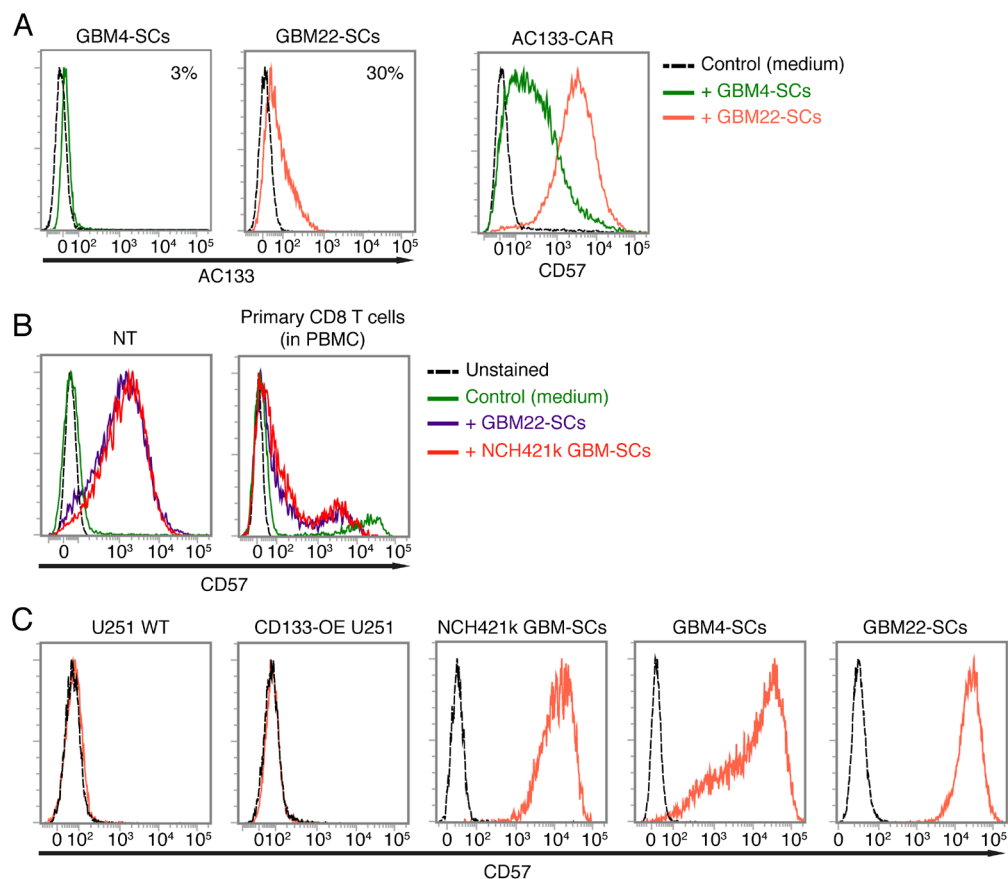 A
GBM4-SCs
GBM22-SCs
AC133-CAR
3%
30%
Control (medium)
+ GBM4-SCs
+ GBM22-SCs
0 10² 10³ 10⁴ 10⁵
0 10² 10³ 10⁴ 10⁵
0 10² 10³ 10⁴ 10⁵
AC133
CD57
B
NT
Primary CD8 T cells
(in PBMC)
Unstained
Control (medium)
+ GBM22-SCs
+ NCH421k GBM-SCs
0 10³ 10⁴ 10⁵
0 10² 10³ 10⁴ 10⁵
CD57
C
U251 WT
CD133-OE U251
NCH421k GBM-SCs
GBM4-SCs
GBM22-SCs
0 10² 10³ 10⁴ 10⁵
0 10² 10³ 10⁴ 10⁵
0 10³ 10⁴ 10⁵
0 10³ 10⁴ 10⁵
0 10² 10³ 10⁴ 10⁵
CD57